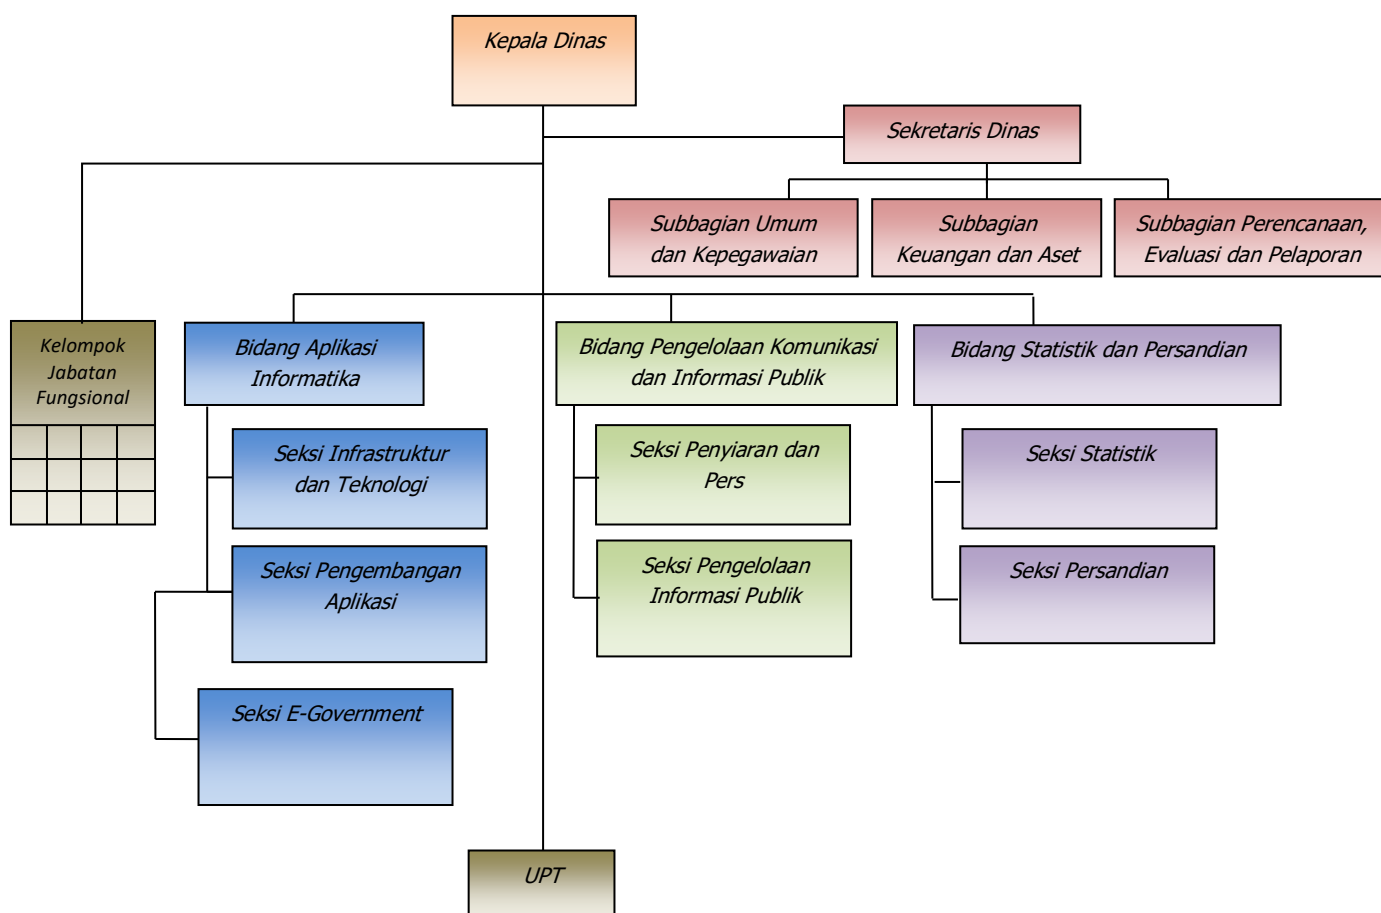 Kepala Dinas
Sekretaris Dinas
Subbagian Umum
dan Kepegawaian
Subbagian
Keuangan dan Aset
Subbagian Perencanaan,
Evaluasi dan Pelaporan
Kelompok
Jabatan
Fungsional
Bidang Aplikasi
Informatika
Bidang Pengelolaan Komunikasi
dan Informasi Publik
Bidang Statistik dan Persandian
Seksi Infrastruktur
dan Teknologi
Seksi Penyiaran dan
Pers
Seksi Statistik
Seksi Pengembangan
Aplikasi
Seksi Pengelolaan
Informasi Publik
Seksi Persandian
Seksi E-Government
UPT